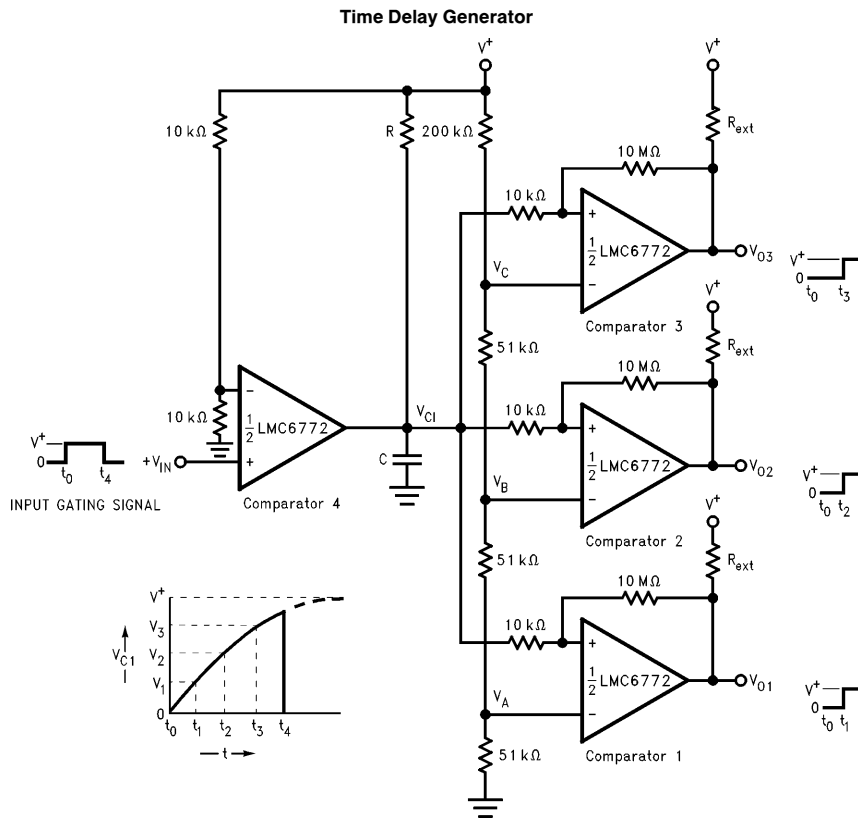 Time Delay Generator
V+
V+
10 kΩ
R
200 kΩ
Rext
10 MΩ
10 kΩ
+
1/2 LMC6772
VO3
V+
0
t0 t3
VC
−
Comparator 3
V+
51 kΩ
Rext
10 MΩ
10 kΩ
−
10 kΩ
1/2 LMC6772
VCI
+
1/2 LMC6772
VO2
V+
0
t0 t2
V+
0
t0 t4
+VIN
+
C
INPUT GATING SIGNAL
Comparator 4
VB
−
Comparator 2
V+
51 kΩ
Rext
10 MΩ
10 kΩ
+
1/2 LMC6772
VO1
V+
0
t0 t1
VA
−
51 kΩ
Comparator 1
V+
V3
VC1
V2
V1
0
t0 t1 t2 t3 t4
t